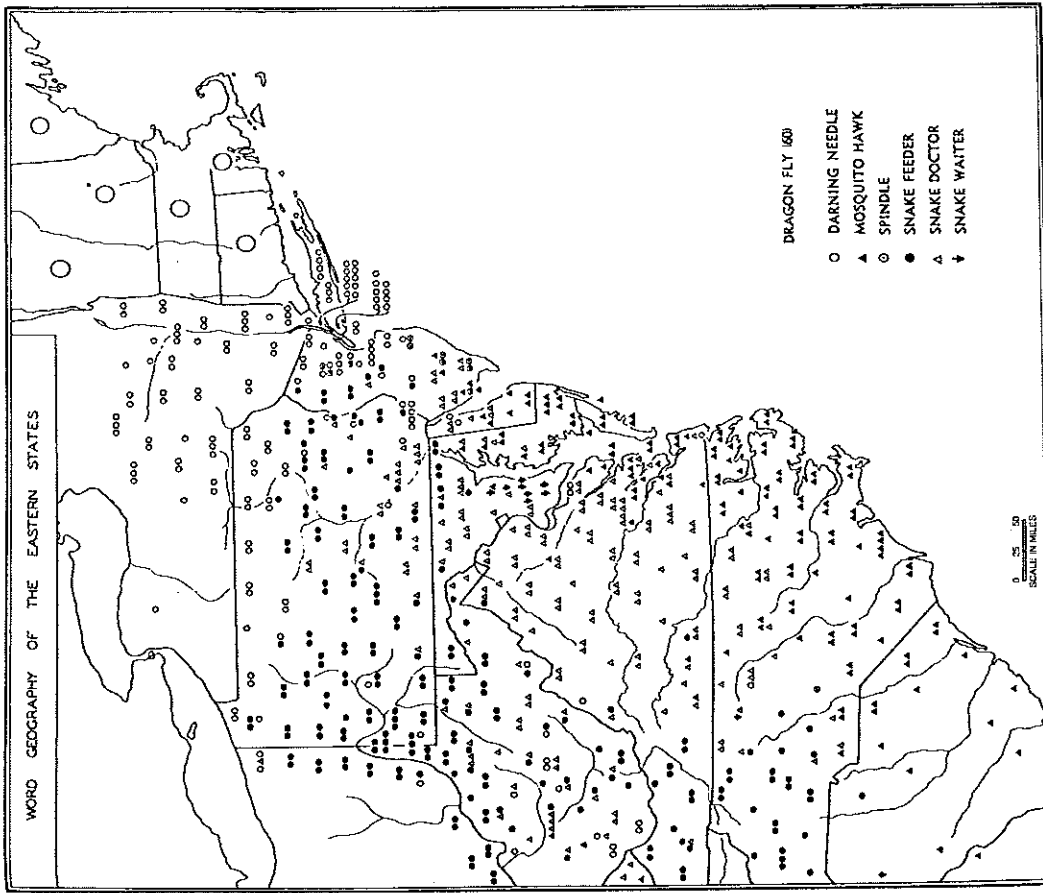 WORD GEOGRAPHY OF THE EASTERN STATES
DRAGON FLY (60)
DARNING NEEDLE
MOSQUITO HAWK
SPINDLE
SNAKE FEEDER
SNAKE DOCTOR
SNAKE WAITER
0 25 50
SCALE IN MILES